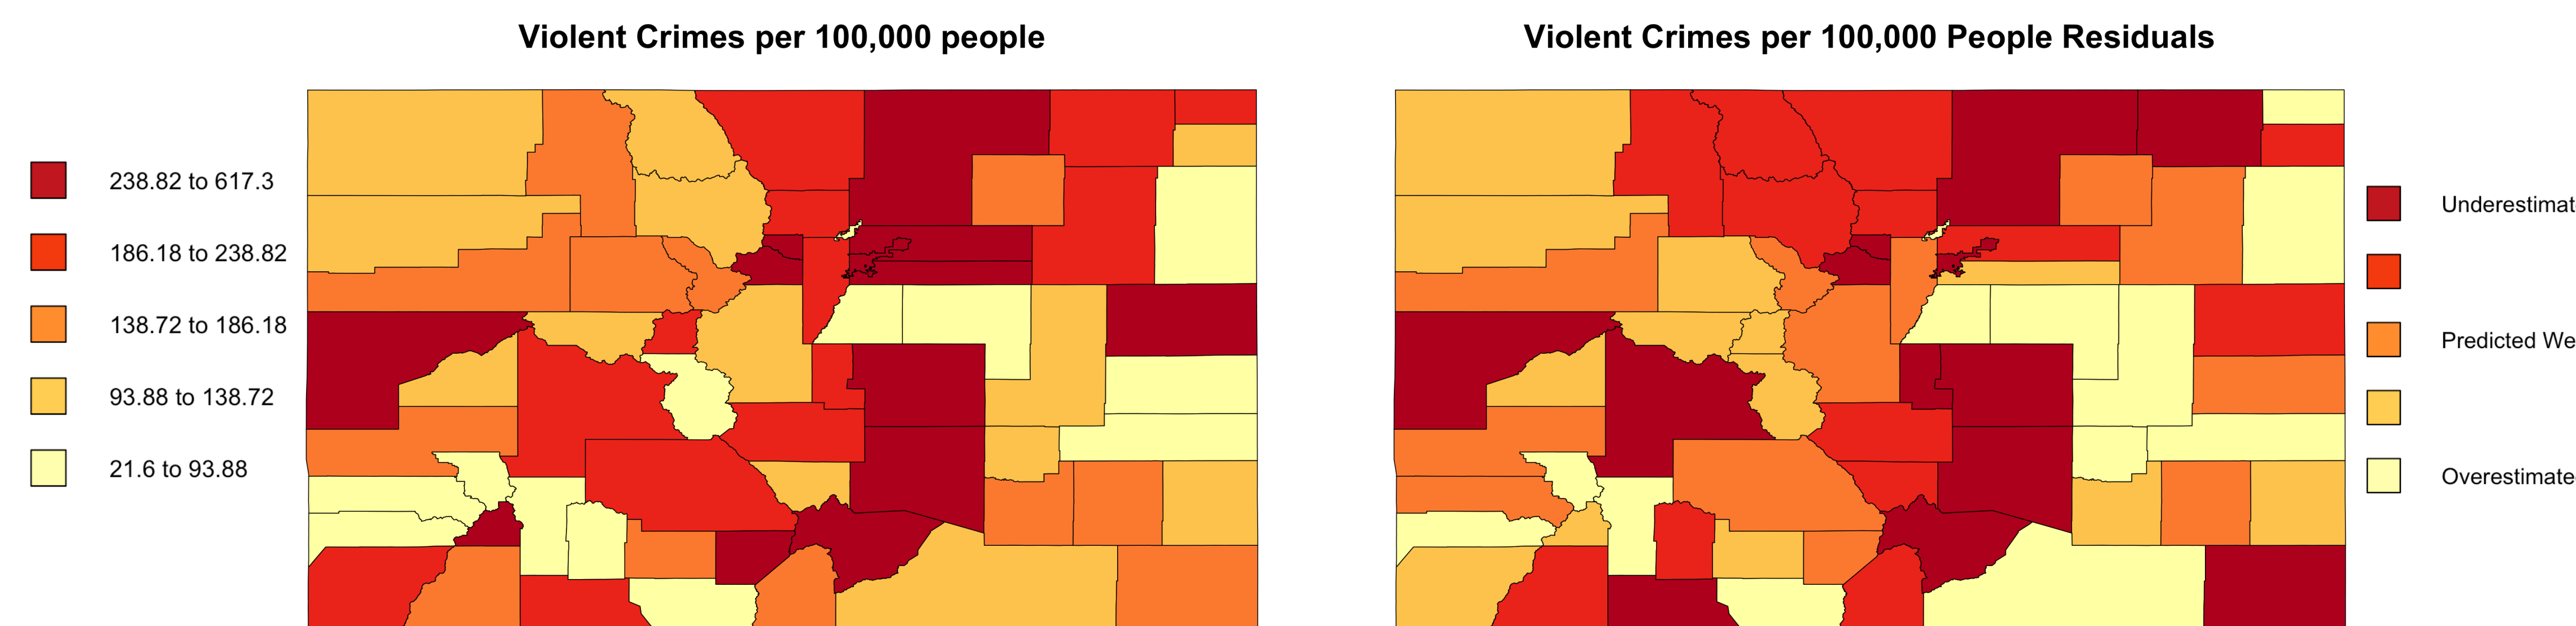 Violent Crimes per 100,000 people
238.82 to 617.3
186.18 to 238.82
138.72 to 186.18
93.88 to 138.72
21.6 to 93.88
Violent Crimes per 100,000 People Residuals
Underestimat
Predicted We
Overestimate